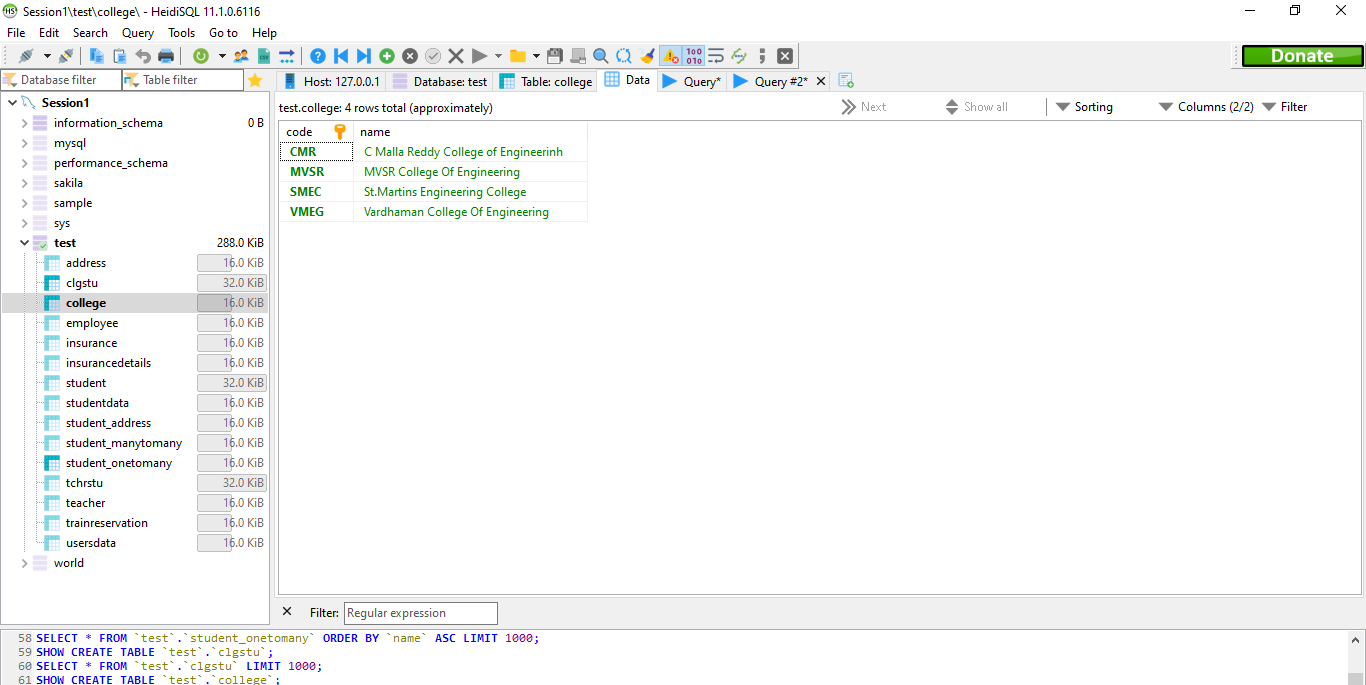 Session1\test\college\ - HeidiSQL 11.1.0.6116
File Edit Search Query Tools Go to Help
Donate
Database filter Table filter
Host: 127.0.0.1 Database: test Table: college Data Query* Query #2*
test.college: 4 rows total (approximately) Next Show all Sorting Columns (2/2) Filter
code name
CMR C Malla Reddy College of Engineerinh
MVSR MVSR College Of Engineering
SMEC St.Martins Engineering College
VMEG Vardhaman College Of Engineering
Session1
information_schema 0 B
mysql
performance_schema
sakila
sample
sys
test 288.0 KiB
address 16.0 KiB
clgstu 32.0 KiB
college 16.0 KiB
employee 16.0 KiB
insurance 16.0 KiB
insurancedetails 16.0 KiB
student 32.0 KiB
studentdata 16.0 KiB
student_address 16.0 KiB
student_manytomany 16.0 KiB
student_onetomany 16.0 KiB
tchrstu 32.0 KiB
teacher 16.0 KiB
trainreservation 16.0 KiB
usersdata 16.0 KiB
world
Filter: Regular expression
58 SELECT * FROM `test`.`student_onetomany` ORDER BY `name` ASC LIMIT 1000;
59 SHOW CREATE TABLE `test`.`clgstu`;
60 SELECT * FROM `test`.`clgstu` LIMIT 1000;
61 SHOW CREATE TABLE `test`.`college`;